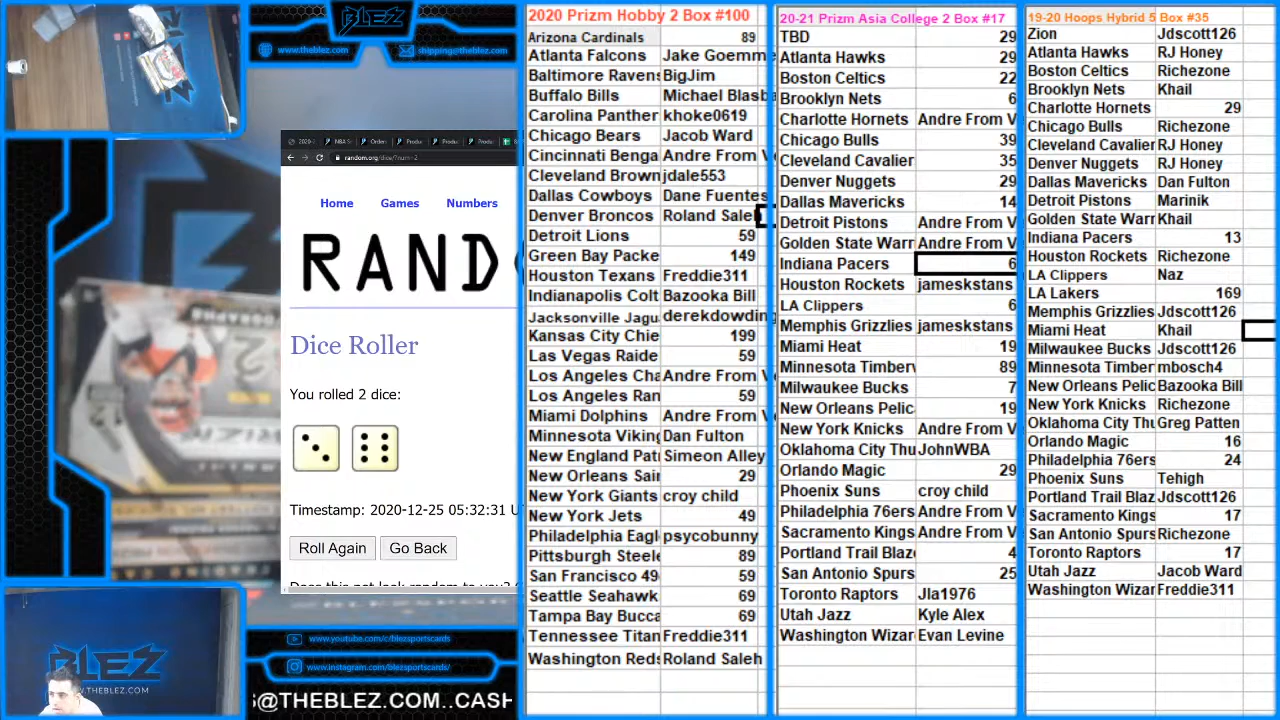 BLEZ
www.theblez.com
shipping@theblez.com
random.org/dice/?num=2
Home Games Numbers
RAND
Dice Roller
You rolled 2 dice:
Timestamp: 2020-12-25 05:32:31 U
Roll Again Go Back
www.youtube.com/c/blezsportscards
www.instagram.com/blezsportscards/
S@THEBLEZ.COM..CASH
BLEZ
WWW.THEBLEZ.COM
2020 Prizm Hobby 2 Box #100
Arizona Cardinals 89
Atlanta Falcons Jake Goemme
Baltimore Ravens BigJim
Buffalo Bills Michael Blasba
Carolina Panther khoke0619
Chicago Bears Jacob Ward
Cincinnati Benga Andre From V
Cleveland Brown jdale553
Dallas Cowboys Dane Fuentes
Denver Broncos Roland Saleh
Detroit Lions 59
Green Bay Packe 149
Houston Texans Freddie311
Indianapolis Colt Bazooka Bill
Jacksonville Jagu derekdowding
Kansas City Chie 199
Las Vegas Raide 59
Los Angeles Cha Andre From V
Los Angeles Ran 59
Miami Dolphins Andre From V
Minnesota Viking Dan Fulton
New England Pat Simeon Alley
New Orleans Sai 29
New York Giants croy child
New York Jets 49
Philadelphia Eagl psycobunny
Pittsburgh Steele 89
San Francisco 49 59
Seattle Seahawk 69
Tampa Bay Bucca 69
Tennessee Titan Freddie311
Washington Reds Roland Saleh
20-21 Prizm Asia College 2 Box #17
TBD 29
Atlanta Hawks 29
Boston Celtics 22
Brooklyn Nets 6
Charlotte Hornets Andre From V
Chicago Bulls 39
Cleveland Cavalier 35
Denver Nuggets 29
Dallas Mavericks 14
Detroit Pistons Andre From V
Golden State Warr Andre From V
Indiana Pacers 6
Houston Rockets jameskstans
LA Clippers 6
Memphis Grizzlies jameskstans
Miami Heat 19
Minnesota Timberv 89
Milwaukee Bucks 7
New Orleans Pelic 19
New York Knicks Andre From V
Oklahoma City Thu JohnWBA
Orlando Magic 29
Phoenix Suns croy child
Philadelphia 76ers Andre From V
Sacramento Kings Andre From V
Portland Trail Blaze 4
San Antonio Spurs 25
Toronto Raptors Jla1976
Utah Jazz Kyle Alex
Washington Wizar Evan Levine
19-20 Hoops Hybrid 5 Box #35
Zion Jdscott126
Atlanta Hawks RJ Honey
Boston Celtics Richezone
Brooklyn Nets Khail
Charlotte Hornets 29
Chicago Bulls Richezone
Cleveland Cavalier RJ Honey
Denver Nuggets RJ Honey
Dallas Mavericks Dan Fulton
Detroit Pistons Marinik
Golden State Warr Khail
Indiana Pacers 13
Houston Rockets Richezone
LA Clippers Naz
LA Lakers 169
Memphis Grizzlies Jdscott126
Miami Heat Khail
Milwaukee Bucks Jdscott126
Minnesota Timber mbosch4
New Orleans Pelic Bazooka Bill
New York Knicks Richezone
Oklahoma City Thu Greg Patten
Orlando Magic 16
Philadelphia 76ers 24
Phoenix Suns Tehigh
Portland Trail Blaz Jdscott126
Sacramento Kings 17
San Antonio Spurs Richezone
Toronto Raptors 17
Utah Jazz Jacob Ward
Washington Wizar Freddie311